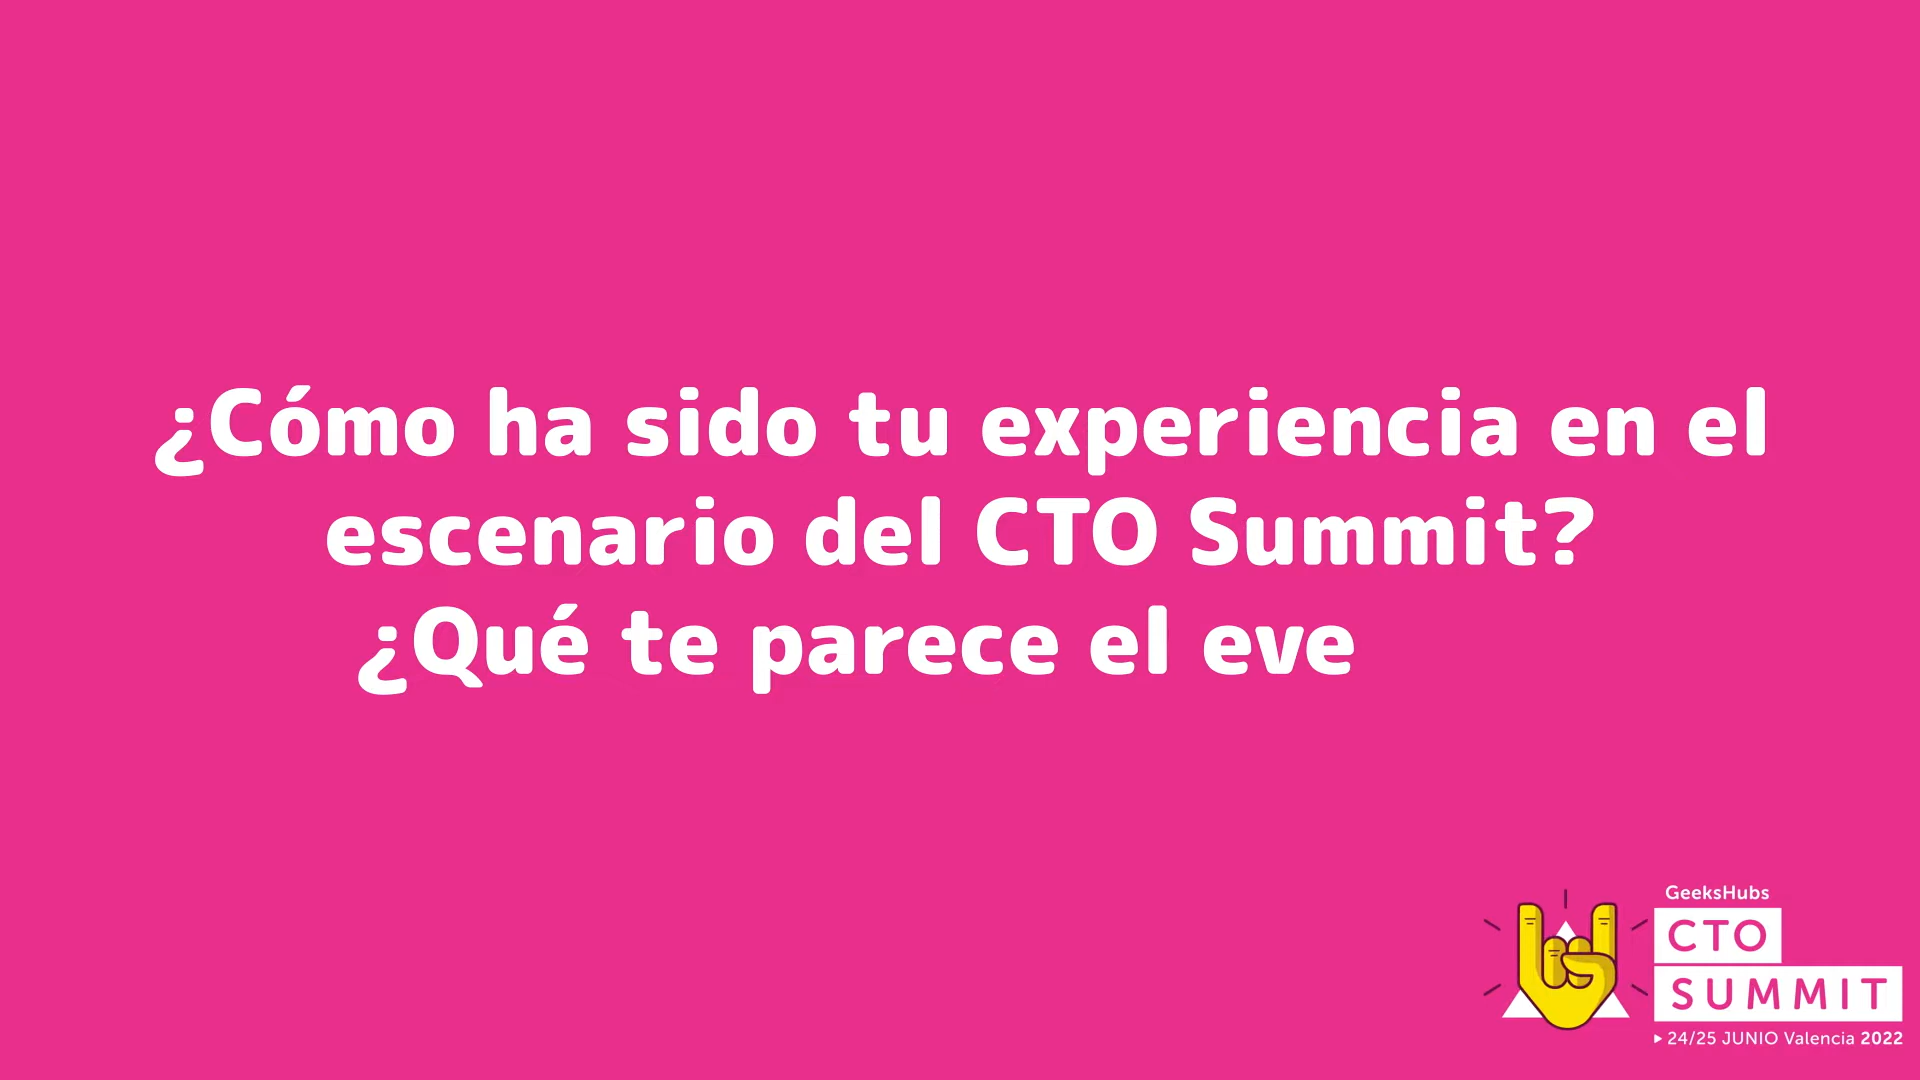 ¿Cómo ha sido tu experiencia en el
escenario del CTO Summit?
¿Qué te parece el eve
GeeksHubs
CTO
SUMMIT
24/25 JUNIO Valencia 2022